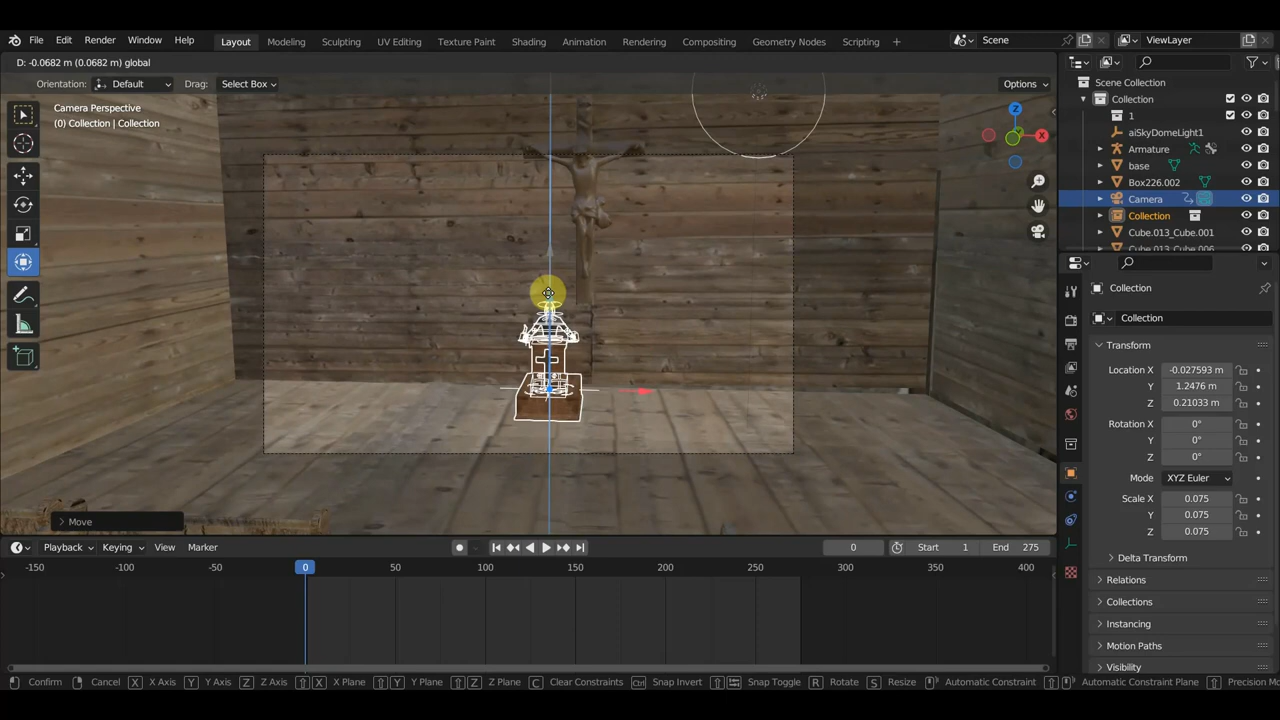 File Edit Render Window Help Layout Modeling Sculpting UV Editing Texture Paint Shading Animation Rendering Compositing Geometry Nodes Scripting + Scene ViewLayer
D: -0.0682 m (0.0682 m) global
Orientation: Default Drag: Select Box Options
Camera Perspective
(0) Collection | Collection
Z
X
Move
Scene Collection
Collection
1
aiSkyDomeLight1
Armature
base
Box226.002
Camera
Collection
Cube.013_Cube.001
Cube.013_Cube.006
Collection
Collection
Transform
Location X -0.027593 m
Y 1.2476 m
Z 0.21033 m
Rotation X 0°
Y 0°
Z 0°
Mode XYZ Euler
Scale X 0.075
Y 0.075
Z 0.075
Delta Transform
Relations
Collections
Instancing
Motion Paths
Visibility
Playback Keying View Marker 0 Start 1 End 275
-150 -100 -50 0 50 100 150 200 250 300 350 400
Confirm Cancel X X Axis Y Y Axis Z Z Axis X X Plane Y Y Plane Z Z Plane C Clear Constraints Ctrl Snap Invert Snap Toggle R Rotate S Resize Automatic Constraint Automatic Constraint Plane Precision Mo